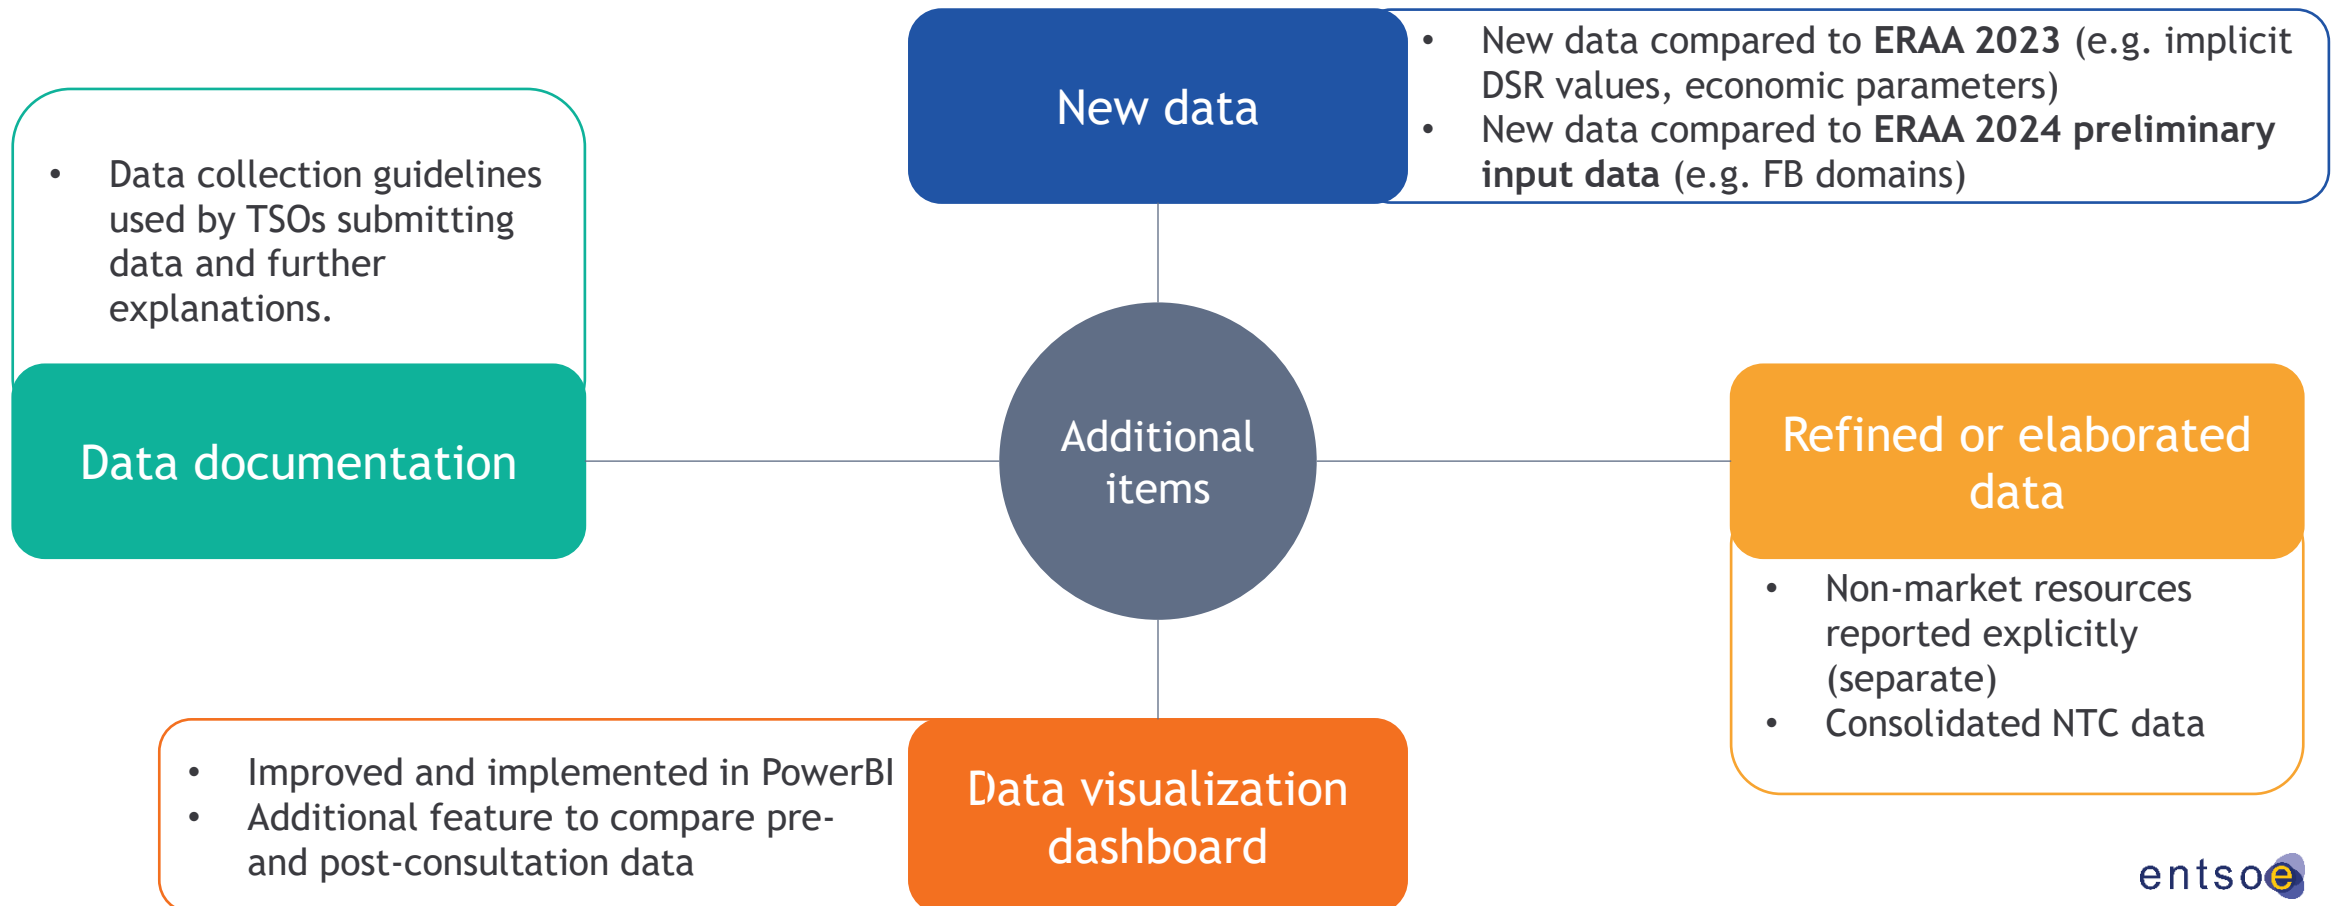 New data
• New data compared to ERAA 2023 (e.g. implicit
DSR values, economic parameters)
• New data compared to ERAA 2024 preliminary
input data (e.g. FB domains)
• Data collection guidelines
used by TSOs submitting
data and further
explanations.
Data documentation
Additional
items
Refined or elaborated
data
• Non-market resources
reported explicitly
(separate)
• Consolidated NTC data
• Improved and implemented in PowerBI
• Additional feature to compare pre-
and post-consultation data
Data visualization
dashboard
entsoe